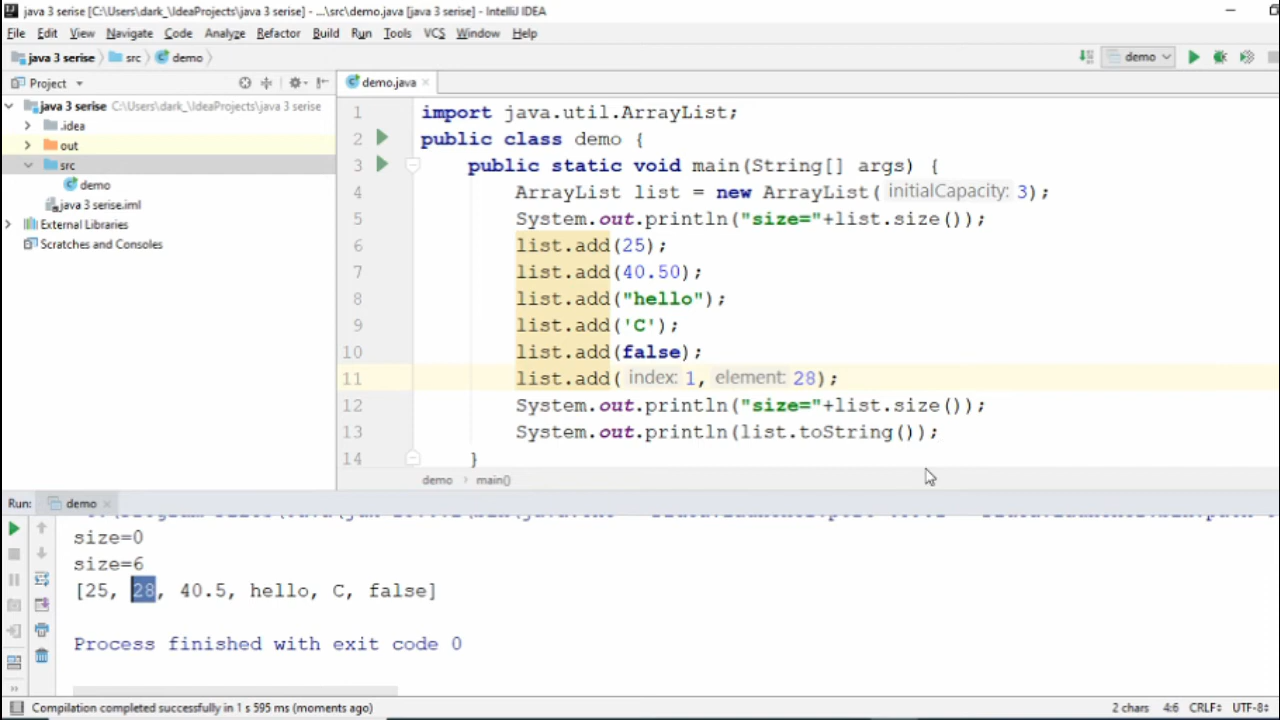 java 3 serise [C:\Users\dark_\IdeaProjects\java 3 serise] - ...\src\demo.java [java 3 serise] - IntelliJ IDEA
File Edit View Navigate Code Analyze Refactor Build Run Tools VCS Window Help
java 3 serise src demo demo
Project demo.java
java 3 serise C:\Users\dark_\IdeaProjects\java 3 serise
.idea
out
src
demo
java 3 serise.iml
External Libraries
Scratches and Consoles
1 import java.util.ArrayList;
2 public class demo {
3 public static void main(String[] args) {
4 ArrayList list = new ArrayList( initialCapacity: 3);
5 System.out.println("size="+list.size());
6 list.add(25);
7 list.add(40.50);
8 list.add("hello");
9 list.add('C');
10 list.add(false);
11 list.add( index: 1, element: 28);
12 System.out.println("size="+list.size());
13 System.out.println(list.toString());
14 }
demo > main()
Run: demo
size=0
size=6
[25, 28, 40.5, hello, C, false]
Process finished with exit code 0
Compilation completed successfully in 1 s 595 ms (moments ago) 2 chars 4:6 CRLF UTF-8